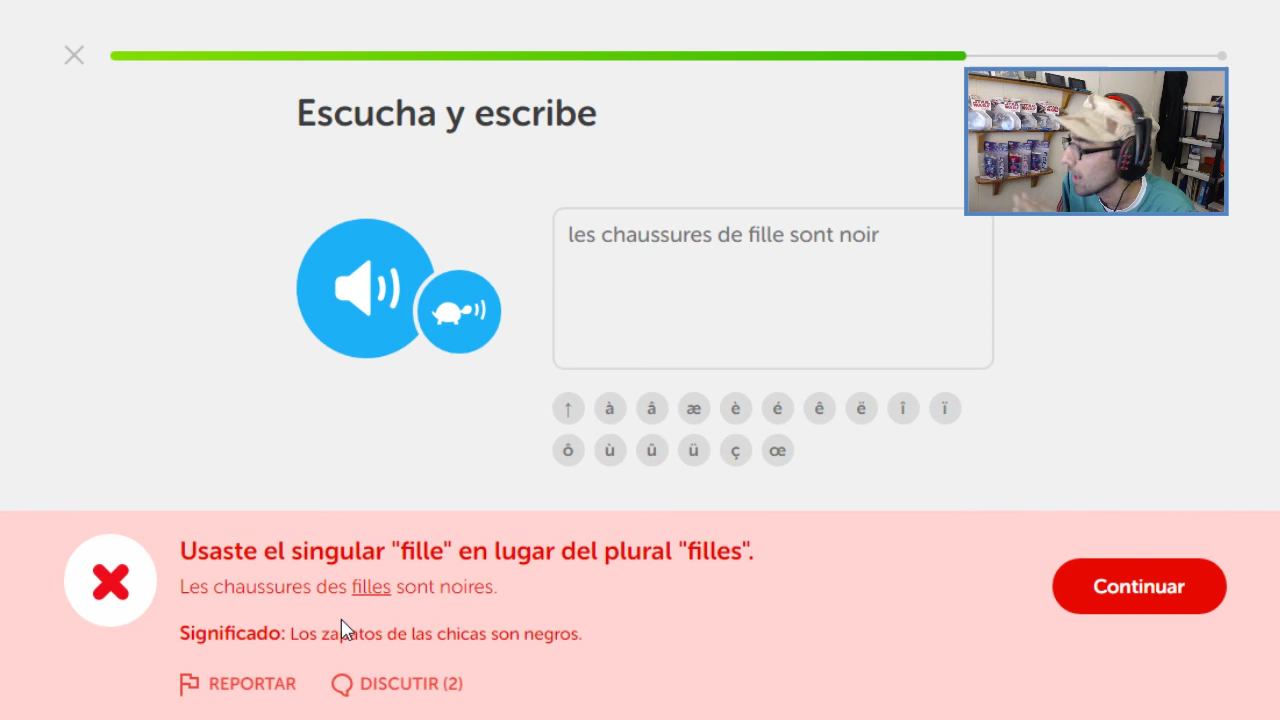 Escucha y escribe
les chaussures de fille sont noir
↑ à â æ è é ê ë î ï
ô ù û ü ç œ
Usaste el singular "fille" en lugar del plural "filles".
Les chaussures des filles sont noires.
Significado: Los zapatos de las chicas son negros.
REPORTAR DISCUTIR (2)
Continuar